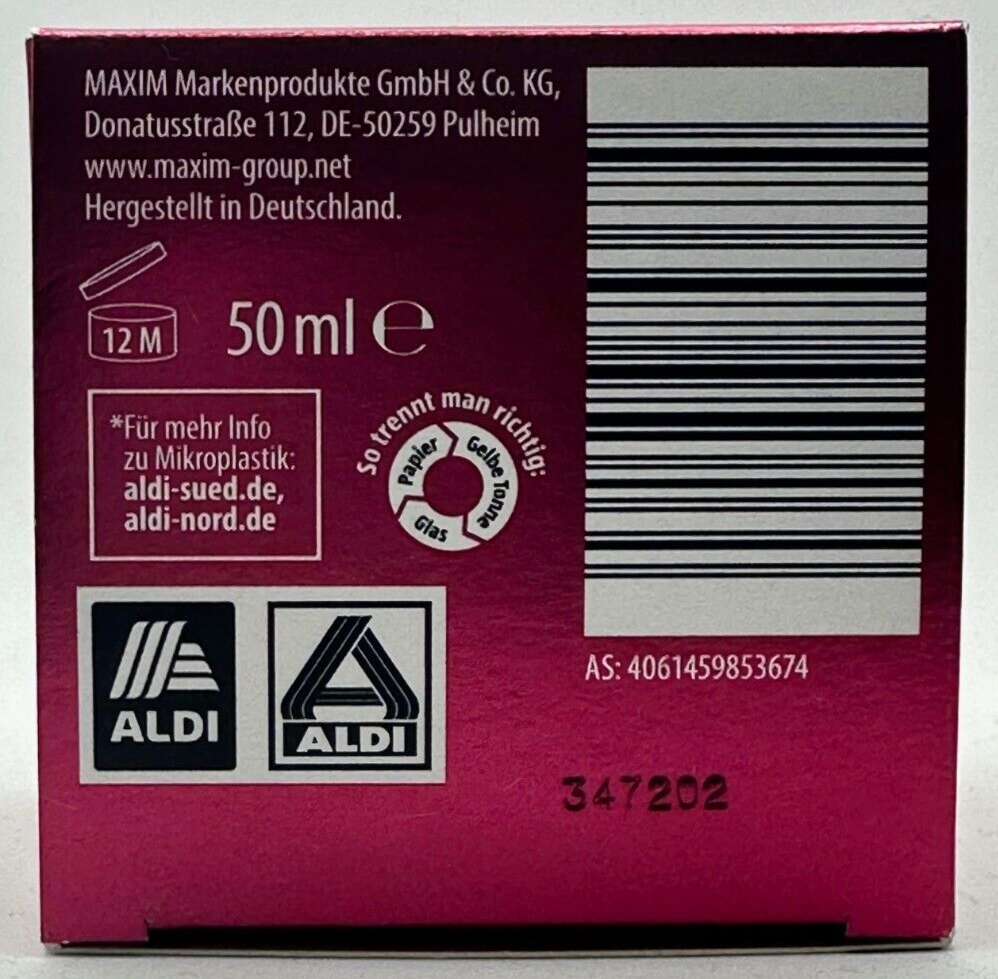 MAXIM Markenprodukte GmbH & Co. KG,
Donatusstraße 112, DE-50259 Pulheim
www.maxim-group.net
Hergestellt in Deutschland.
12 M
50 ml ℮
*Für mehr Info
zu Mikroplastik:
aldi-sued.de,
aldi-nord.de
So trennt man richtig:
Papier
Gelbe Tonne
Glas
ALDI
ALDI
AS: 4061459853674
347202